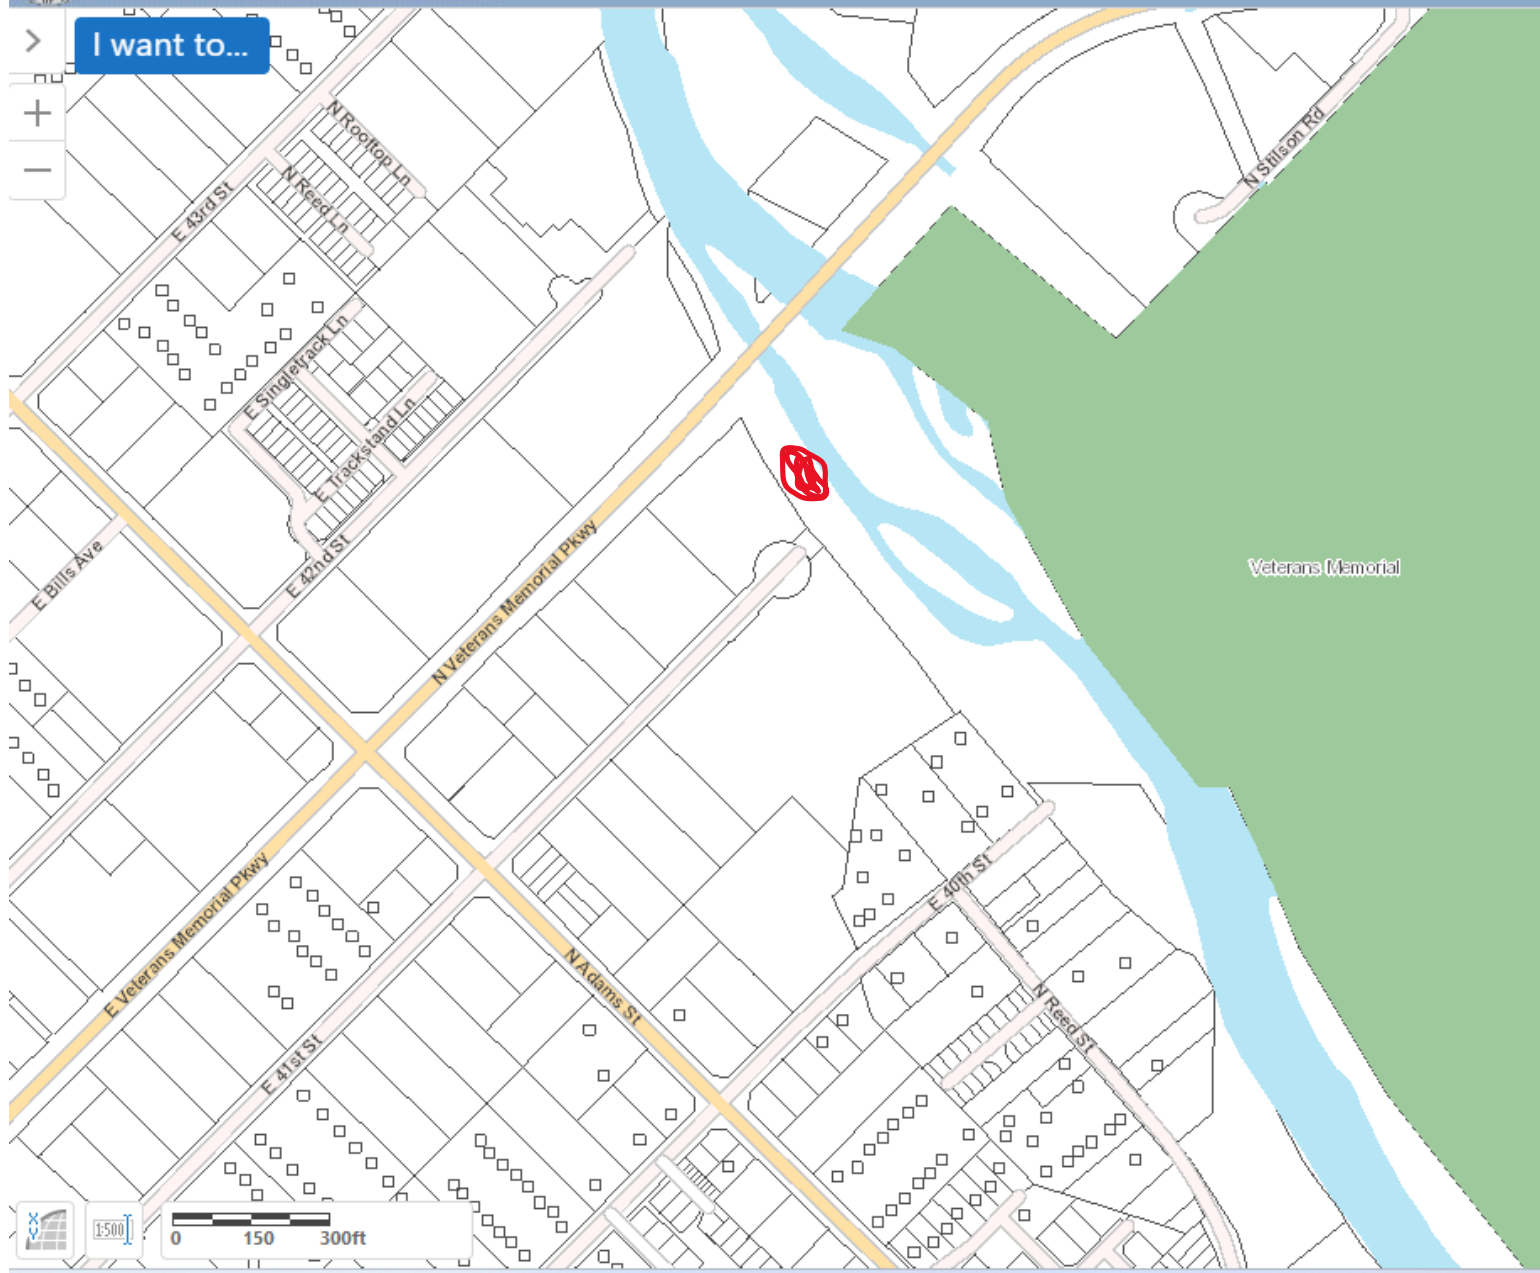 I want to...
N Rooftop Ln
N Reed Ln
E 43rd St
N Stilson Rd
E Singletrack Ln
E Trackstand Ln
E 42nd St
E Bills Ave
N Veterans Memorial Pkwy
Veterans Memorial
E Veterans Memorial Pkwy
E 40th St
N Adams St
N Reed St
E 41st St
1:500
0 150 300ft